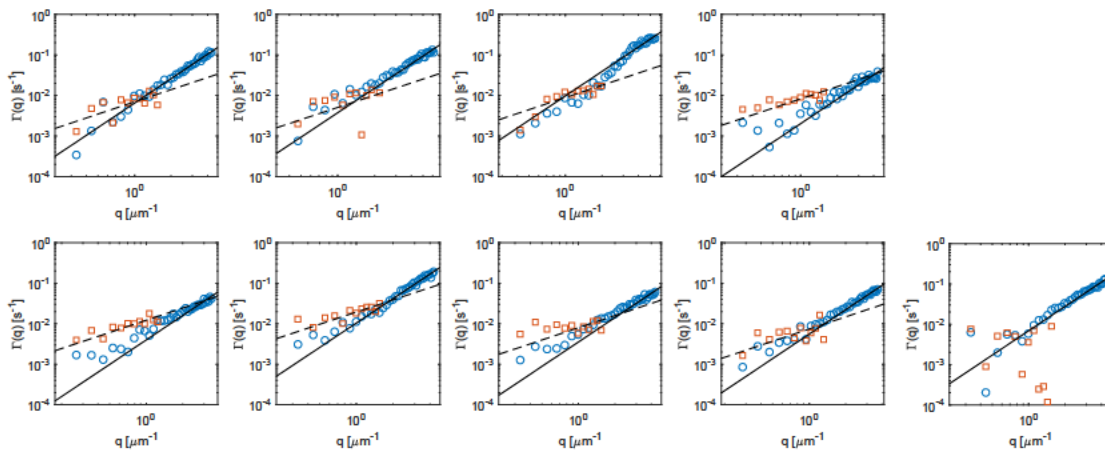 10⁰ 10⁰ 10⁰ 10⁰
10⁻¹ 10⁻¹ 10⁻¹ 10⁻¹
Γ(q) [s⁻¹] Γ(q) [s⁻¹] Γ(q) [s⁻¹] Γ(q) [s⁻¹]
10⁻² 10⁻² 10⁻² 10⁻²
10⁻³ 10⁻³ 10⁻³ 10⁻³
10⁻⁴ 10⁻⁴ 10⁻⁴ 10⁻⁴
10⁰ 10⁰ 10⁰ 10⁰
q [μm⁻¹ q [μm⁻¹ q [μm⁻¹ q [μm⁻¹
10⁰ 10⁰ 10⁰ 10⁰ 10⁰
10⁻¹ 10⁻¹ 10⁻¹ 10⁻¹ 10⁻¹
Γ(q) [s⁻¹] Γ(q) [s⁻¹] Γ(q) [s⁻¹] Γ(q) [s⁻¹] Γ(q) [s⁻¹]
10⁻² 10⁻² 10⁻² 10⁻² 10⁻²
10⁻³ 10⁻³ 10⁻³ 10⁻³ 10⁻³
10⁻⁴ 10⁻⁴ 10⁻⁴ 10⁻⁴ 10⁻⁴
10⁰ 10⁰ 10⁰ 10⁰ 10⁰
q [μm⁻¹ q [μm⁻¹ q [μm⁻¹ q [μm⁻¹ q [μm⁻¹